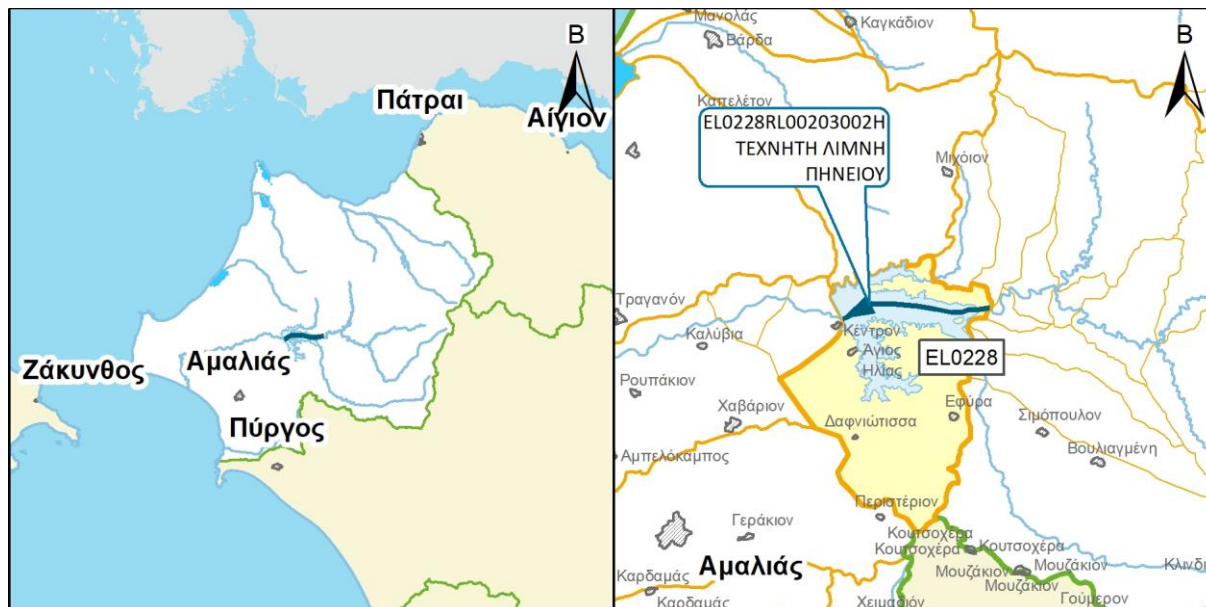 Β
Πάτραι
Αίγιον
Αμαλιάς
Ζάκυνθος
Πύργος
Μανολάς
Καγκάδιον
Βάρδα
Β
Καπελέτον
EL0228RL00203002H
ΤΕΧΝΗΤΗ ΛΙΜΝΗ
ΠΗΝΕΙΟΥ
Μιχόιον
Τραγανόν
Καλύβια
Κέντρον
Άγιος
Ηλίας
EL0228
Ρουπάκιον
Χαβάριον
Δαφνιώτισσα
Εφύρα
Σιμόπουλον
Βουλιαγμένη
Αμπελόκαμπος
Περιστέριον
Γεράκιον
Κουτσοχέρα
Κουτσοχέρα
Κουτσοχέρα
Αμαλιάς
Μουζάκιον
Μουζάκιον
Μουζάκιον
Κλινδι
Καρδαμάς
Καρδαμάς
Χειμαδιόν
Γούμερον